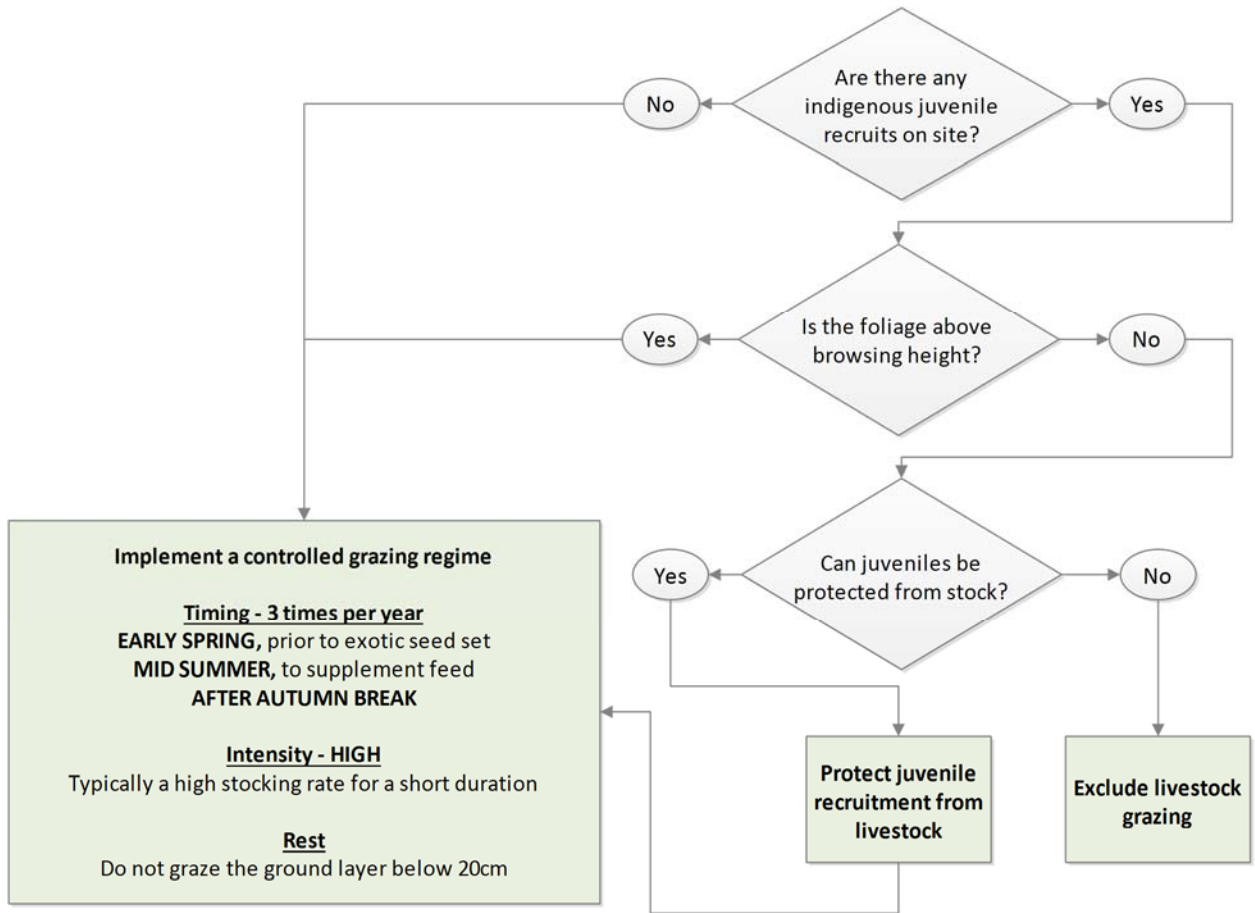 Are there any
indigenous juvenile
recruits on site?
No
Yes
Is the foliage above
browsing height?
Yes
No
Can juveniles be
protected from stock?
Yes
No
Implement a controlled grazing regime
Timing - 3 times per year
EARLY SPRING, prior to exotic seed set
MID SUMMER, to supplement feed
AFTER AUTUMN BREAK
Intensity - HIGH
Typically a high stocking rate for a short duration
Rest
Do not graze the ground layer below 20cm
Protect juvenile
recruitment from
livestock
Exclude livestock
grazing